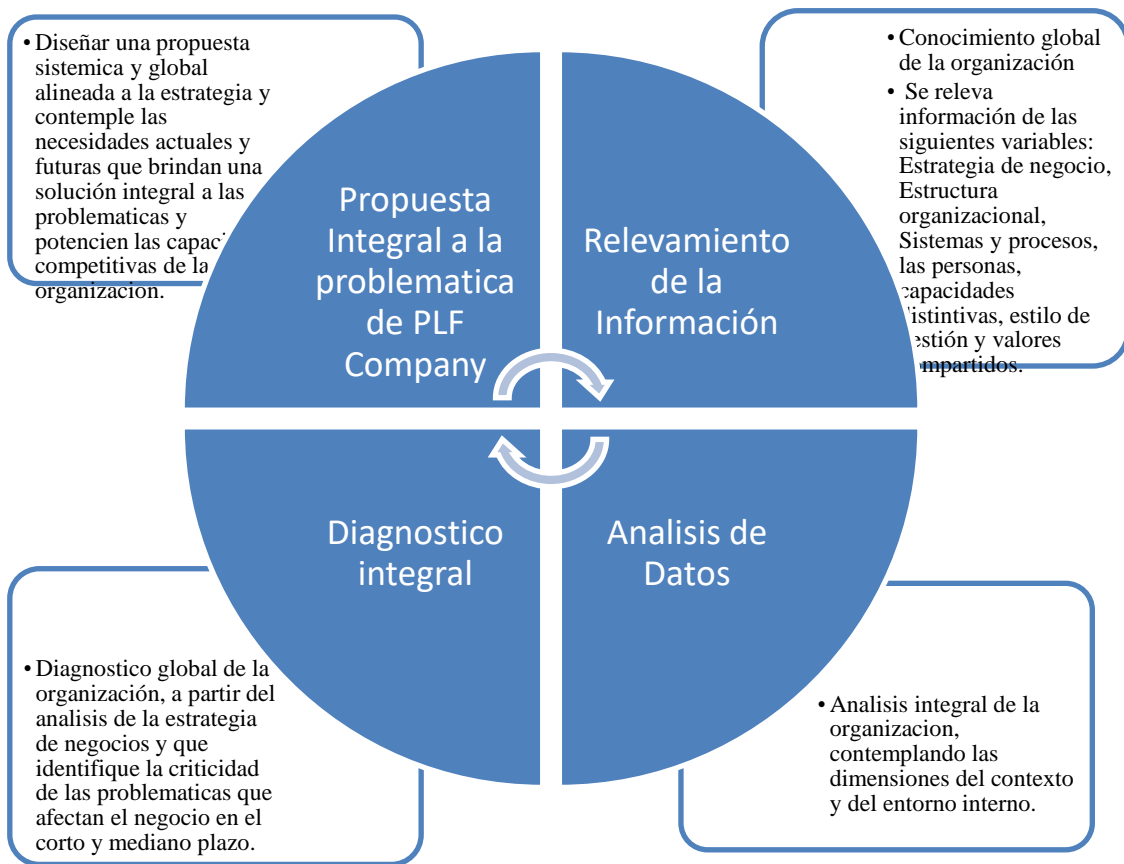 • Diseñar una propuesta
sistemica y global
alineada a la estrategia y
contemple las
necesidades actuales y
futuras que brindan una
solución integral a las
problematicas y
potencien las
competitivas de la
organizacion.
Propuesta
Integral a la
problematica
de PLF
Company
Relevamiento
de la
Información
• Conocimiento global
de la organización
• Se releva
información de las
siguientes variables:
Estrategia de negocio,
Estructura
organizacional,
Sistemas y procesos,
las personas,
capacidades
distintivas, estilo de
gestión y valores
compartidos.
Diagnostico
integral
Analisis de
Datos
• Diagnostico global de la
organización, a partir del
analisis de la estrategia
de negocios y que
identifique la criticidad
de las problematicas que
afectan el negocio en el
corto y mediano plazo.
• Analisis integral de la
organizacion,
contemplando las
dimensiones del contexto
y del entorno interno.